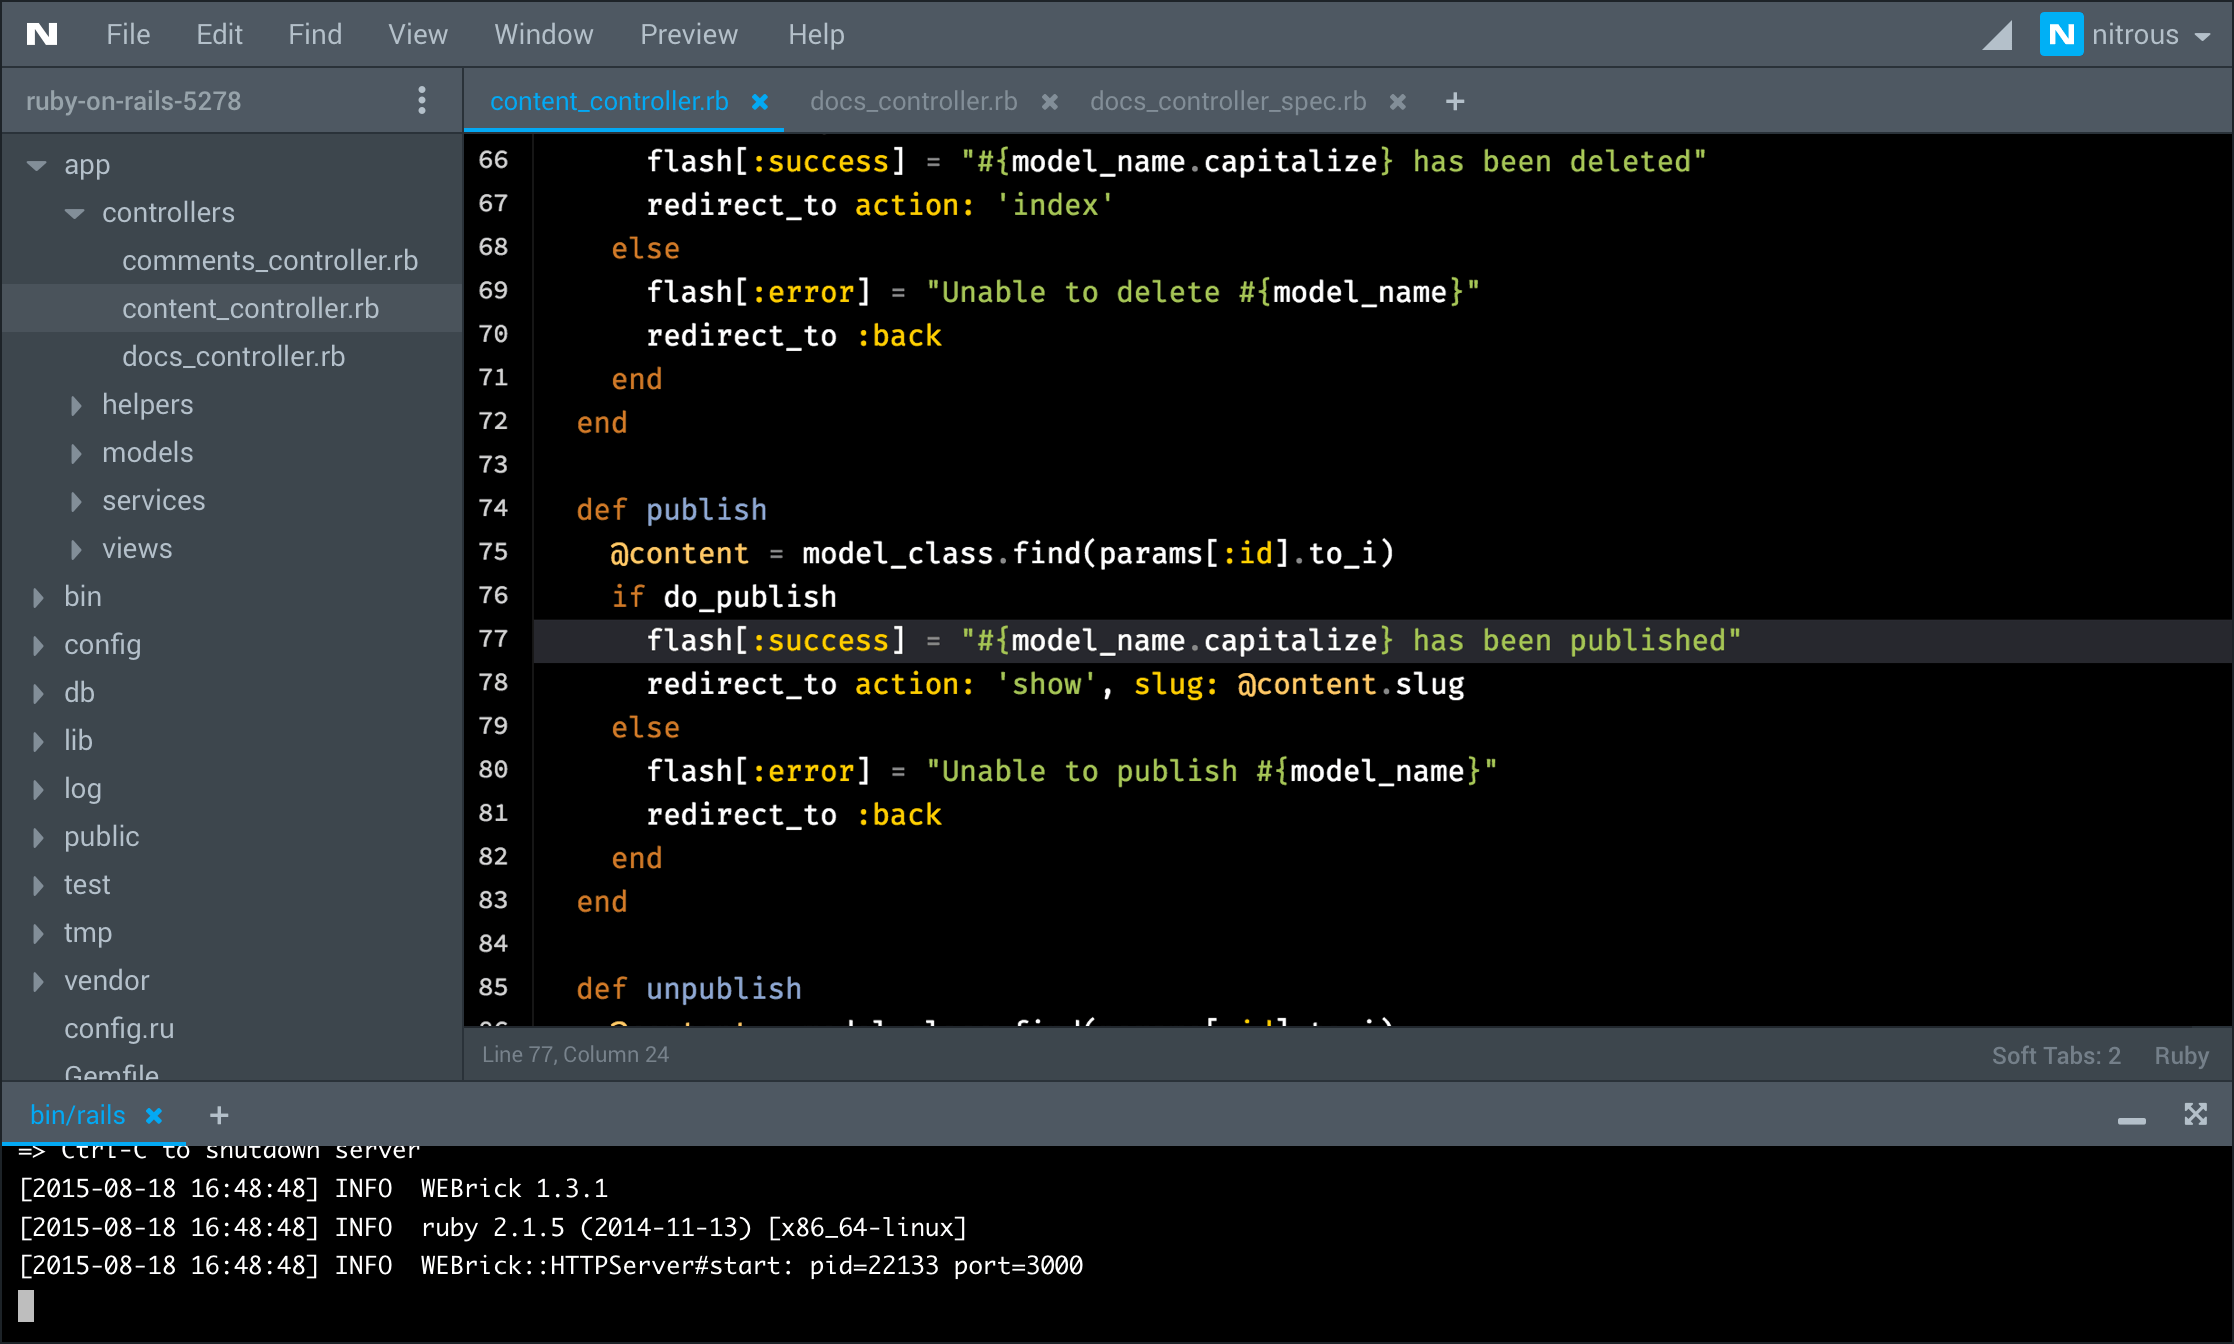 N File Edit Find View Window Preview Help N nitrous
ruby-on-rails-5278
content_controller.rb × docs_controller.rb × docs_controller_spec.rb × +
app
controllers
comments_controller.rb
content_controller.rb
docs_controller.rb
helpers
models
services
views
bin
config
db
lib
log
public
test
tmp
vendor
config.ru
Gemfile
66 flash[:success] = "#{model_name.capitalize} has been deleted"
67 redirect_to action: 'index'
68 else
69 flash[:error] = "Unable to delete #{model_name}"
70 redirect_to :back
71 end
72 end
73
74 def publish
75 @content = model_class.find(params[:id].to_i)
76 if do_publish
77 flash[:success] = "#{model_name.capitalize} has been published"
78 redirect_to action: 'show', slug: @content.slug
79 else
80 flash[:error] = "Unable to publish #{model_name}"
81 redirect_to :back
82 end
83 end
84
85 def unpublish
Line 77, Column 24 Soft Tabs: 2 Ruby
bin/rails × +
=> Ctrl-C to shutdown server
[2015-08-18 16:48:48] INFO  WEBrick 1.3.1
[2015-08-18 16:48:48] INFO  ruby 2.1.5 (2014-11-13) [x86_64-linux]
[2015-08-18 16:48:48] INFO  WEBrick::HTTPServer#start: pid=22133 port=3000